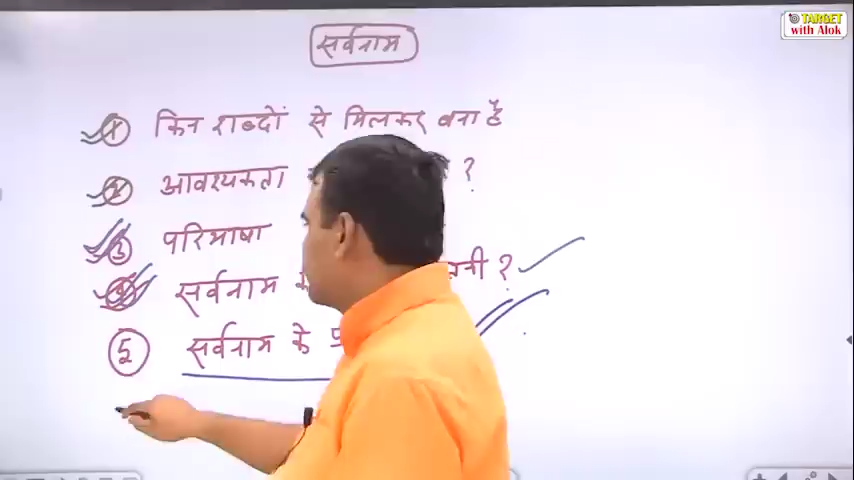 सर्वनाम
TARGET
with Alok
1 किन शब्दों से मिलकर बना है
2 आवश्यकता ?
3 परिभाषा
4 सर्वनाम ?
5 सर्वनाम के